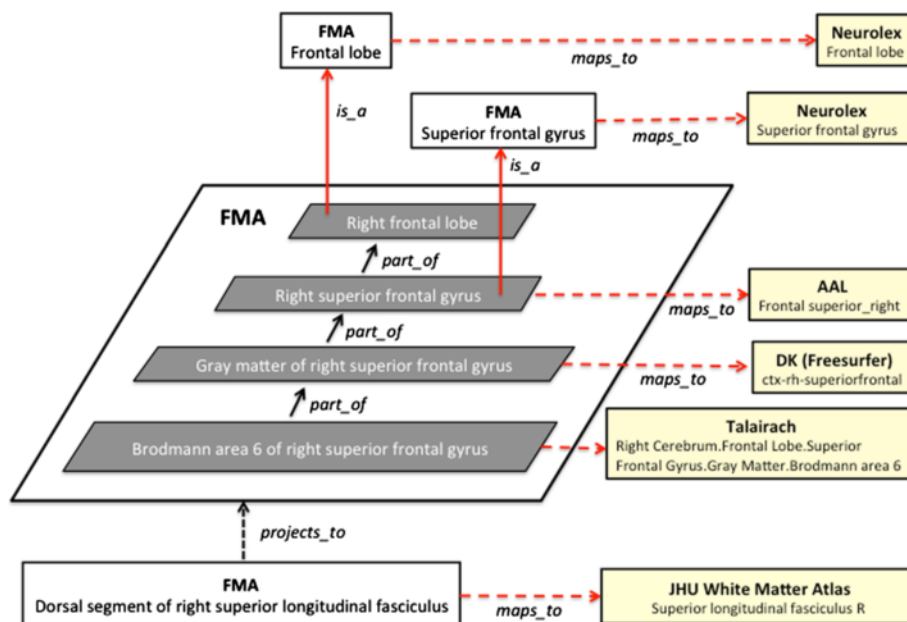 FMA
Frontal lobe
maps_to
Neurolex
Frontal lobe
is_a
FMA
Superior frontal gyrus
maps_to
Neurolex
Superior frontal gyrus
is_a
FMA
Right frontal lobe
part_of
Right superior frontal gyrus
maps_to
AAL
Frontal superior_right
part_of
Gray matter of right superior frontal gyrus
maps_to
DK (Freesurfer)
ctx-rh-superiorfrontal
part_of
Brodmann area 6 of right superior frontal gyrus
Talairach
Right Cerebrum.Frontal Lobe.Superior
Frontal Gyrus.Gray Matter.Brodmann area 6
projects_to
FMA
Dorsal segment of right superior longitudinal fasciculus
maps_to
JHU White Matter Atlas
Superior longitudinal fasciculus R